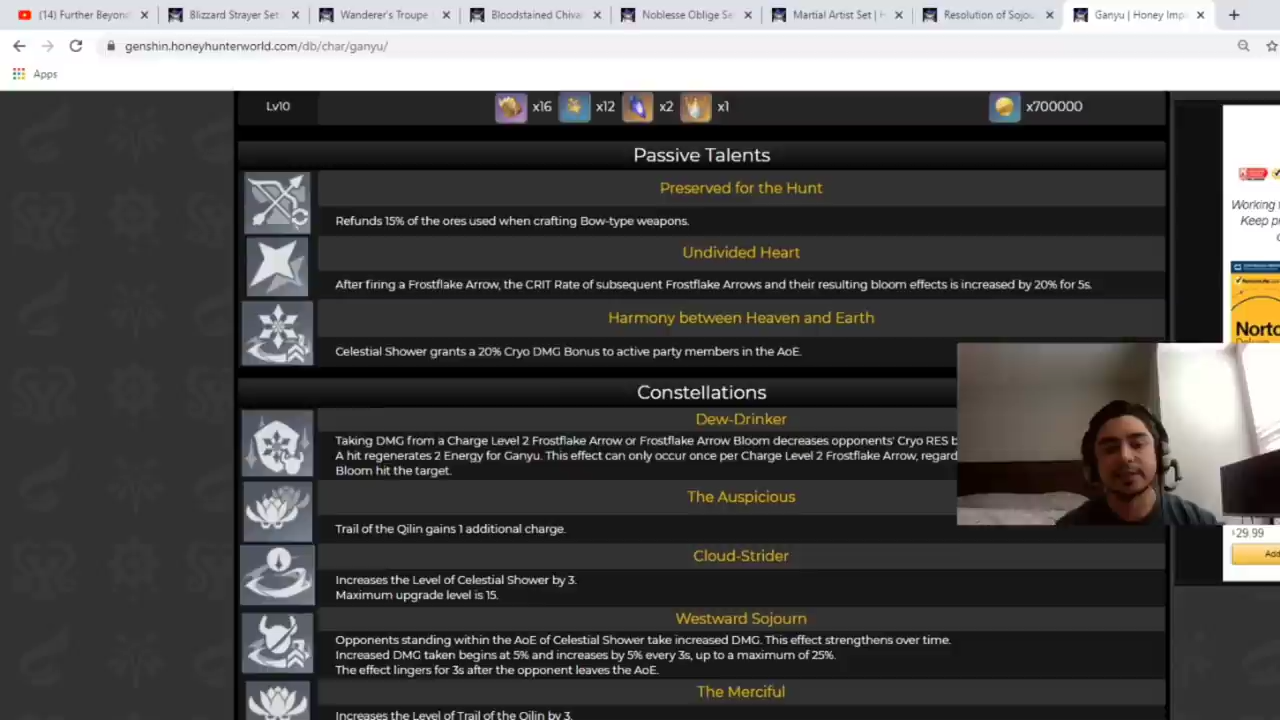 (14) Further Beyon
Blizzard Strayer Set
Wanderer's Troupe
Bloodstained Chiva
Noblesse Oblige Se
Martial Artist Set | H
Resolution of Sojou
Ganyu | Honey Imp
genshin.honeyhunterworld.com/db/char/ganyu/
Apps
Lv10
x16
x12
x2
x1
x700000
Passive Talents
Preserved for the Hunt
Refunds 15% of the ores used when crafting Bow-type weapons.
Undivided Heart
After firing a Frostflake Arrow, the CRIT Rate of subsequent Frostflake Arrows and their resulting bloom effects is increased by 20% for 5s.
Harmony between Heaven and Earth
Celestial Shower grants a 20% Cryo DMG Bonus to active party members in the AoE.
Constellations
Dew-Drinker
Taking DMG from a Charge Level 2 Frostflake Arrow or Frostflake Arrow Bloom decreases opponents' Cryo RES b
A hit regenerates 2 Energy for Ganyu. This effect can only occur once per Charge Level 2 Frostflake Arrow, regard
Bloom hit the target.
The Auspicious
Trail of the Qilin gains 1 additional charge.
Cloud-Strider
Increases the Level of Celestial Shower by 3.
Maximum upgrade level is 15.
Westward Sojourn
Opponents standing within the AoE of Celestial Shower take increased DMG. This effect strengthens over time.
Increased DMG taken begins at 5% and increases by 5% every 3s, up to a maximum of 25%.
The effect lingers for 3s after the opponent leaves the AoE.
The Merciful
Increases the Level of Trail of the Qilin by 3.
Working
Keep p
Norto
29.99
Add